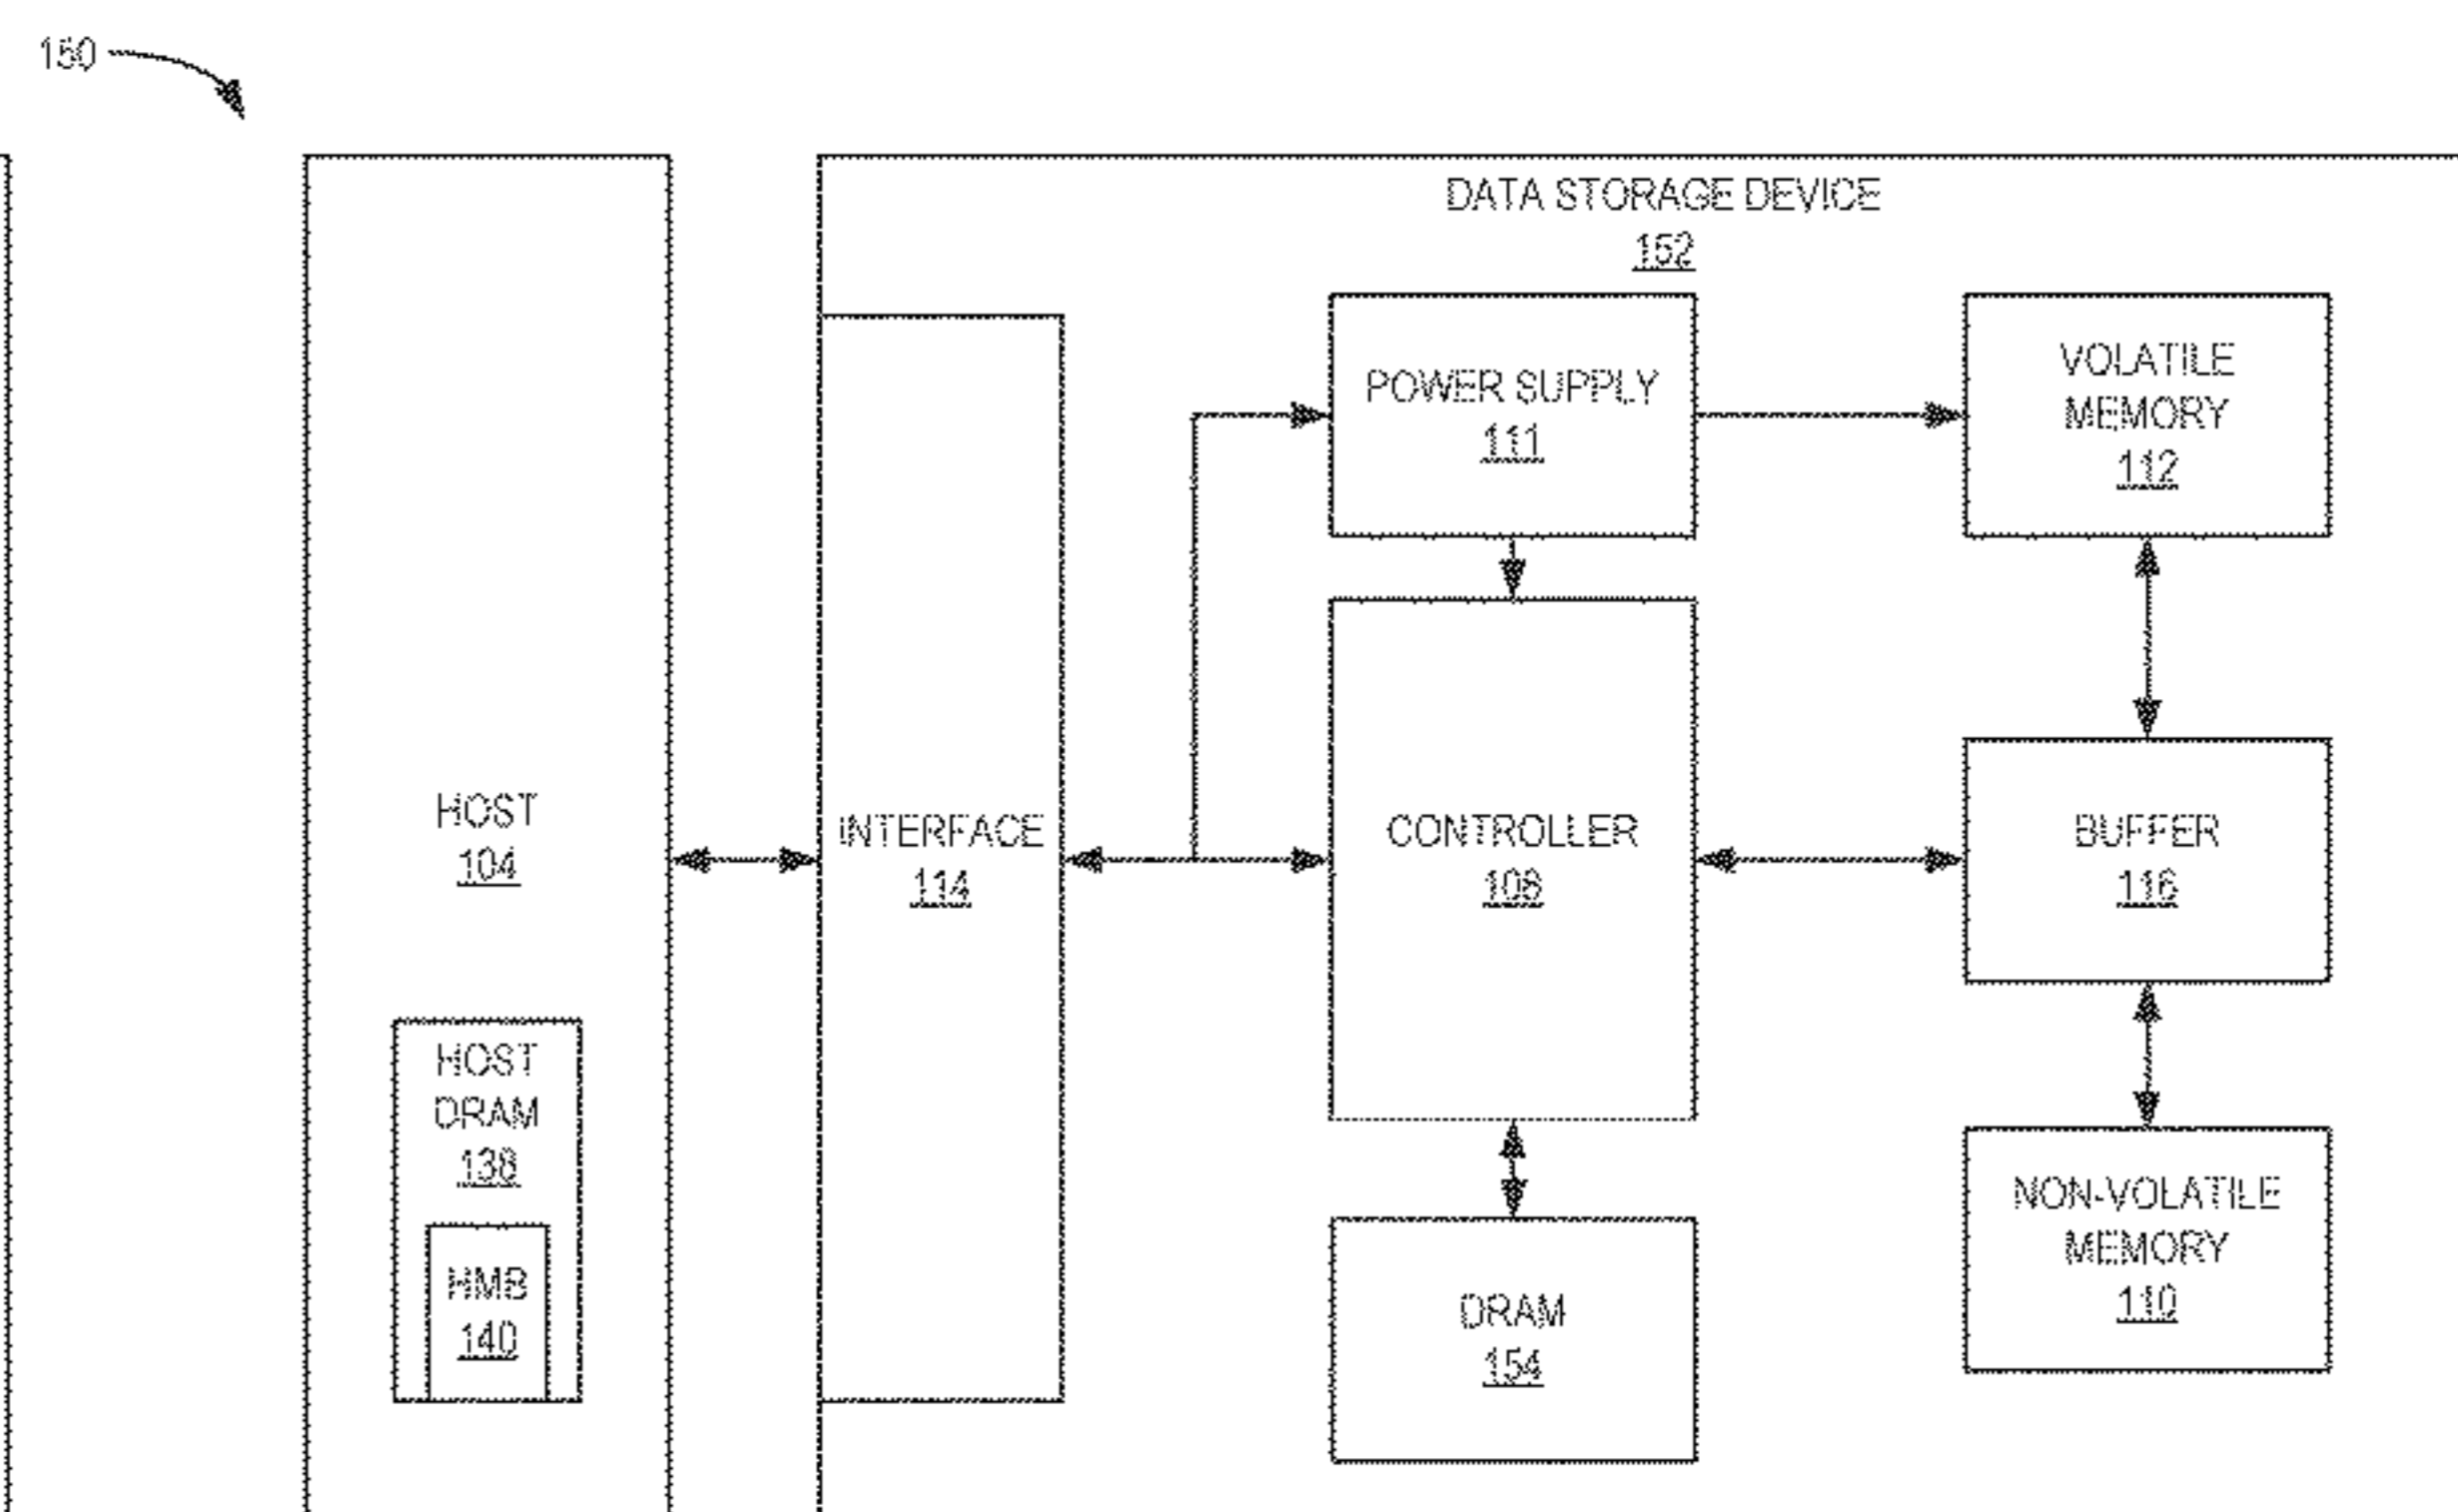 150
DATA STORAGE DEVICE
152
POWER SUPPLY
111
VOLATILE
MEMORY
112
HOST
104
INTERFACE
114
CONTROLLER
108
BUFFER
116
HOST
DRAM
138
HMB
140
DRAM
154
NON-VOLATILE
MEMORY
110